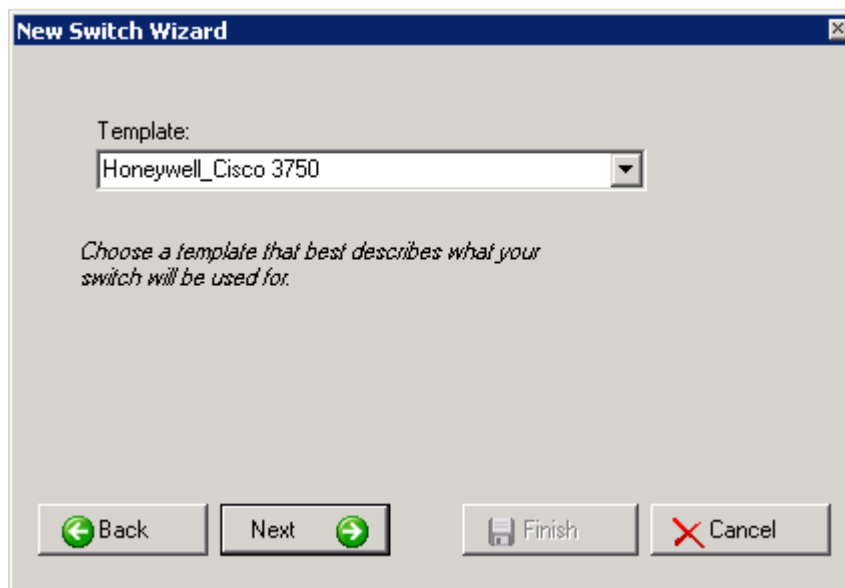 New Switch Wizard
Template:
Honeywell_Cisco 3750
Choose a template that best describes what your
switch will be used for.
Back
Next
Finish
Cancel